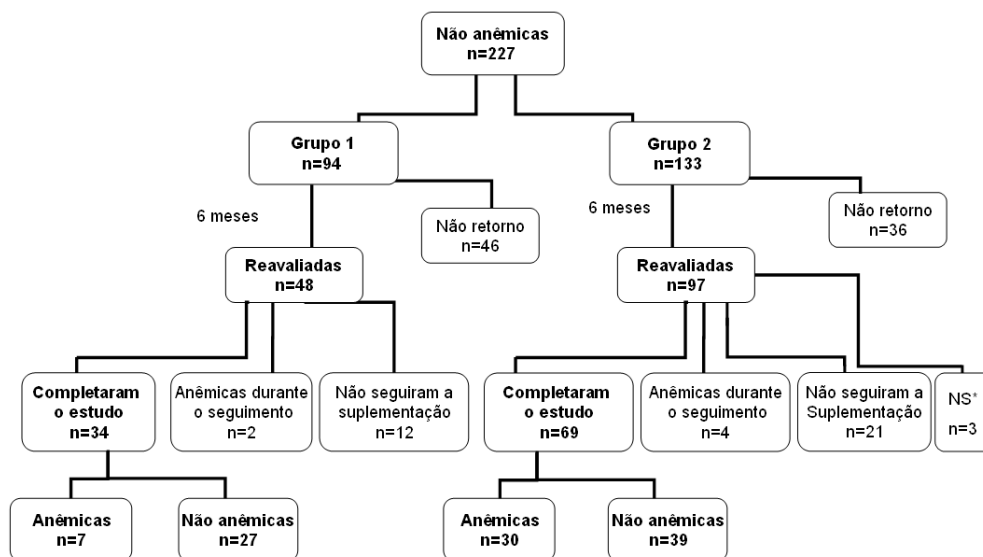 Não anêmicas
n=227
Grupo 1
n=94
Grupo 2
n=133
6 meses
Não retorno
n=46
6 meses
Não retorno
n=36
Reavaliadas
n=48
Reavaliadas
n=97
Completaram
o estudo
n=34
Anêmicas durante
o seguimento
n=2
Não seguiram a
suplementação
n=12
Completaram
o estudo
n=69
Anêmicas durante
o seguimento
n=4
Não seguiram a
Suplementação
n=21
NS*
n=3
Anêmicas
n=7
Não anêmicas
n=27
Anêmicas
n=30
Não anêmicas
n=39